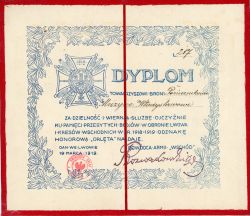 DYPLOM
TOWARZYSZOWI BRONI
Władysławowi
ZA DZIELNOŚĆ I WIERNĄ SŁUŻBĘ OJCZYŹNIE
KU PAMIĘCI PRZEBYTYCH BOJÓW W OBRONIE LWOWA
I KRESÓW WSCHODNICH W R. 1918-1919 ODZNAKĘ
HONOROWĄ „ORLĘTA" NADAJE.
DAN WE LWOWIE
19 MARCA 1919
DOWÓDCA ARMII „WSCHÓD"